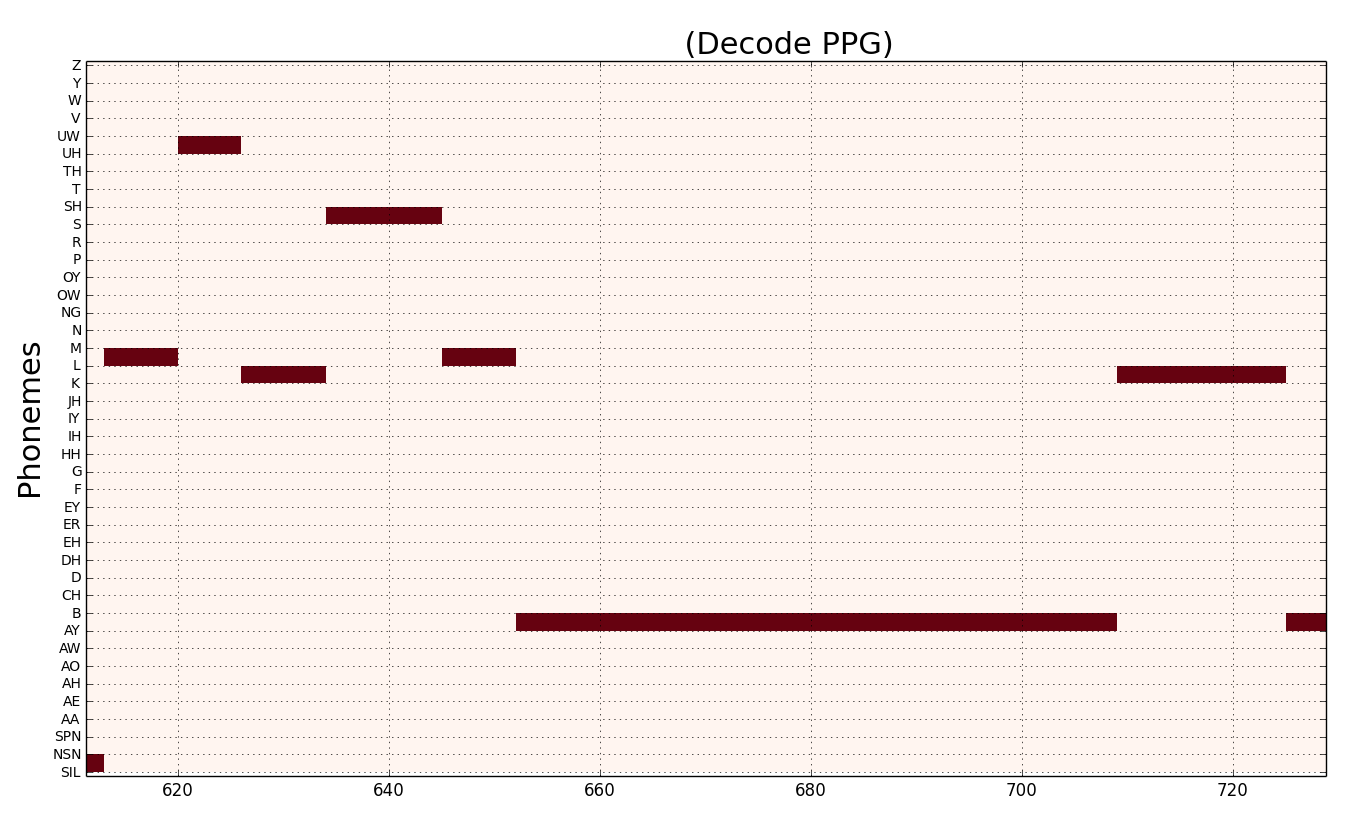 (Decode PPG)
Z
Y
W
V
UW
UH
TH
T
SH
S
R
P
OY
OW
NG
N
M
L
K
JH
IY
IH
HH
G
F
EY
ER
EH
DH
D
CH
B
AY
AW
AO
AH
AE
AA
SPN
NSN
SIL
Phonemes
620 640 660 680 700 720